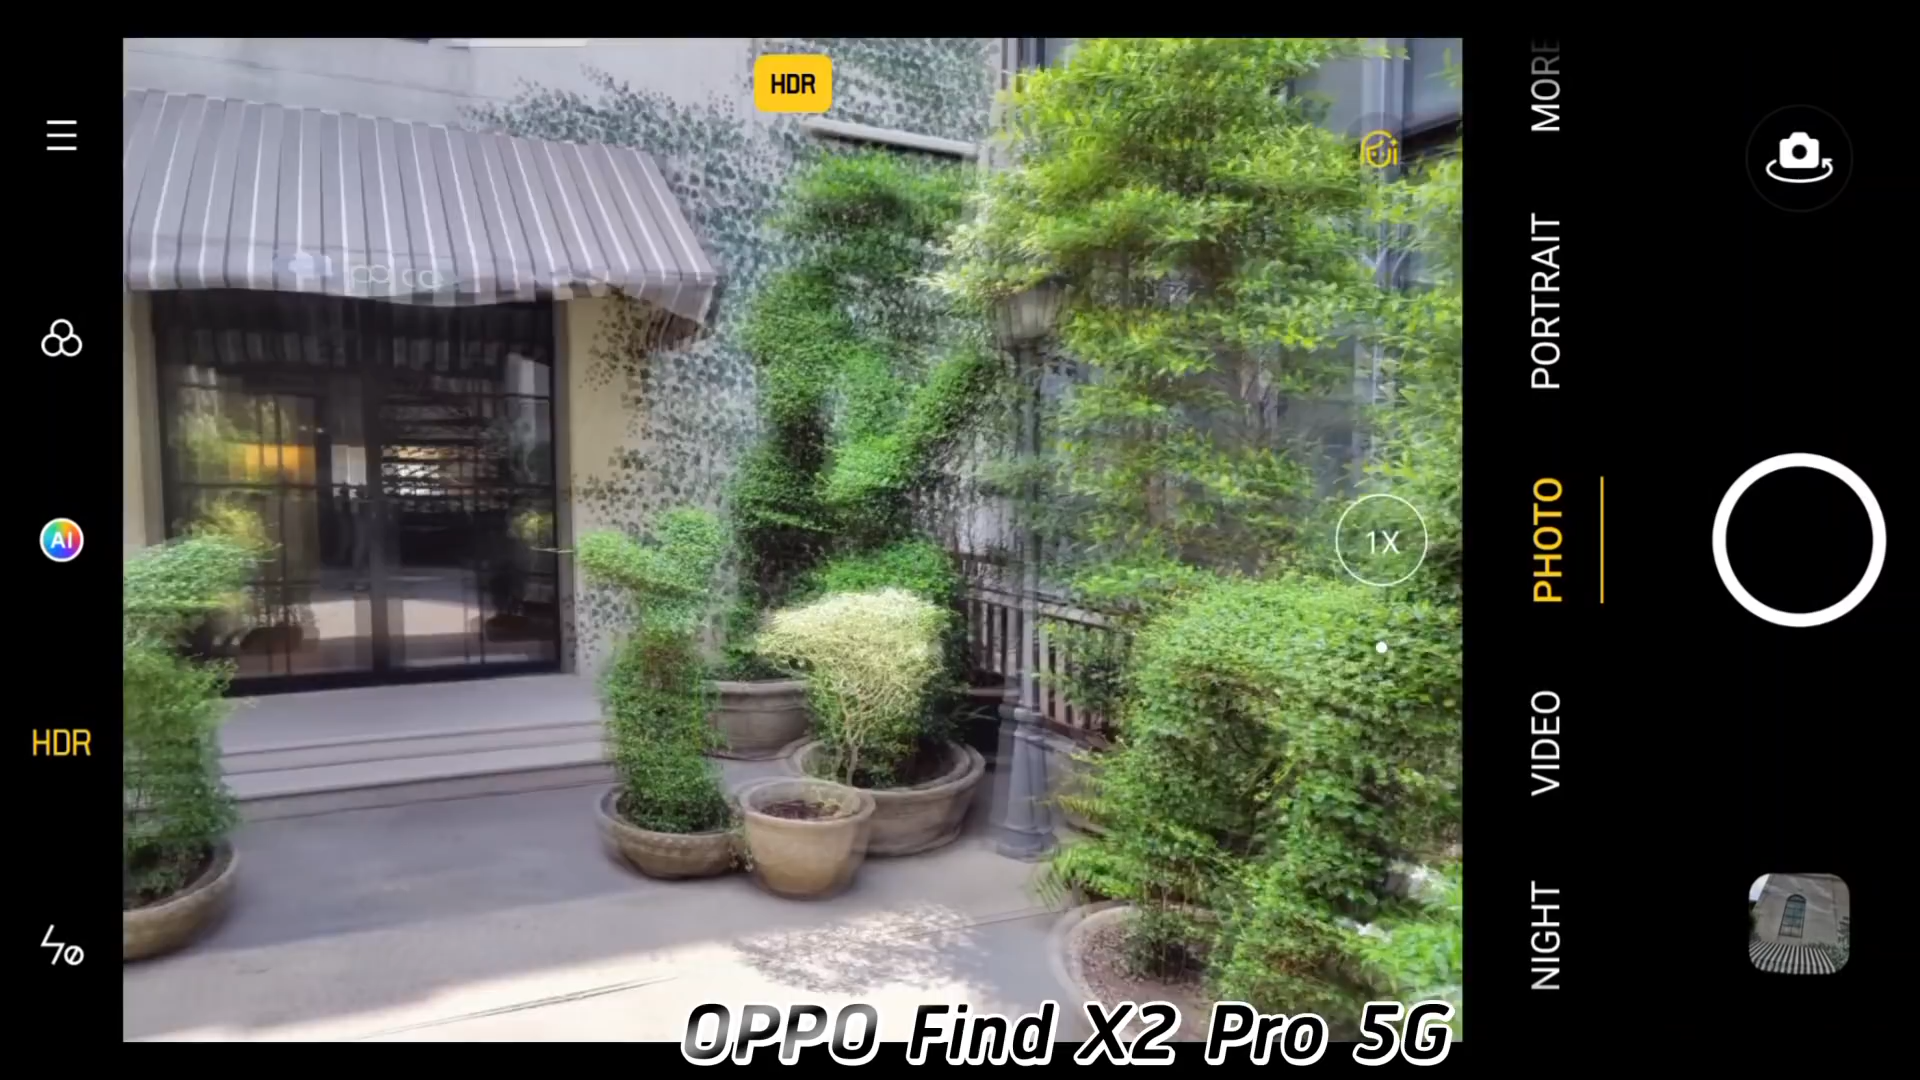 HDR
AI
HDR
1X
MORE
PORTRAIT
PHOTO
VIDEO
NIGHT
OPPO Find X2 Pro 5G